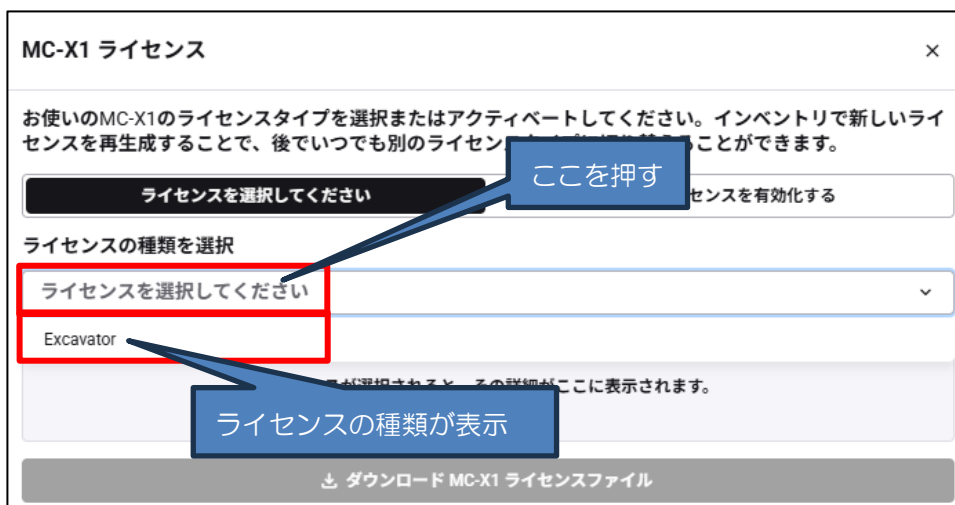 MC-X1 ライセンス ×
お使いのMC-X1のライセンスタイプを選択またはアクティベートしてください。インベントリで新しいライ
センスを再生成することで、後でいつでも別のライセン ことができます。
ここを押す
ライセンスを選択してください センスを有効化する
ライセンスの種類を選択
ライセンスを選択してください
Excavator
が選択されると、その詳細がここに表示されます。
ライセンスの種類が表示
ダウンロード MC-X1 ライセンスファイル